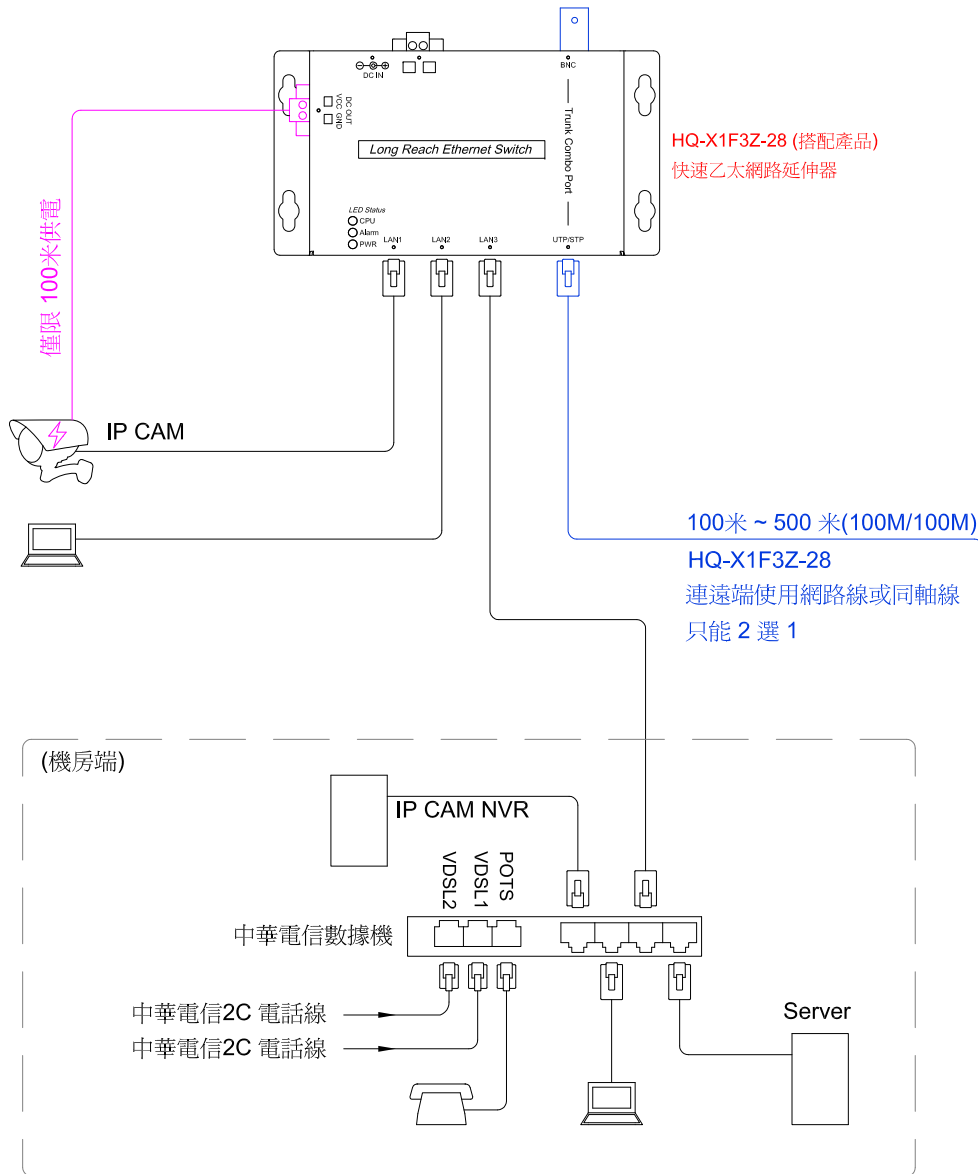 DC IN
BNC
DC OUT
VCC GND
Trunk Combo Port
Long Reach Ethernet Switch
HQ-X1F3Z-28 (搭配產品)
快速乙太網路延伸器
LED Status
CPU
Alarm
PWR
LAN1
LAN2
LAN3
UTP/STP
僅限 100米供電
IP CAM
100米 ~ 500 米(100M/100M)
HQ-X1F3Z-28
連遠端使用網路線或同軸線
只能 2 選 1
(機房端)
IP CAM NVR
VDSL2
VDSL1
POTS
中華電信數據機
中華電信2C 電話線
中華電信2C 電話線
Server